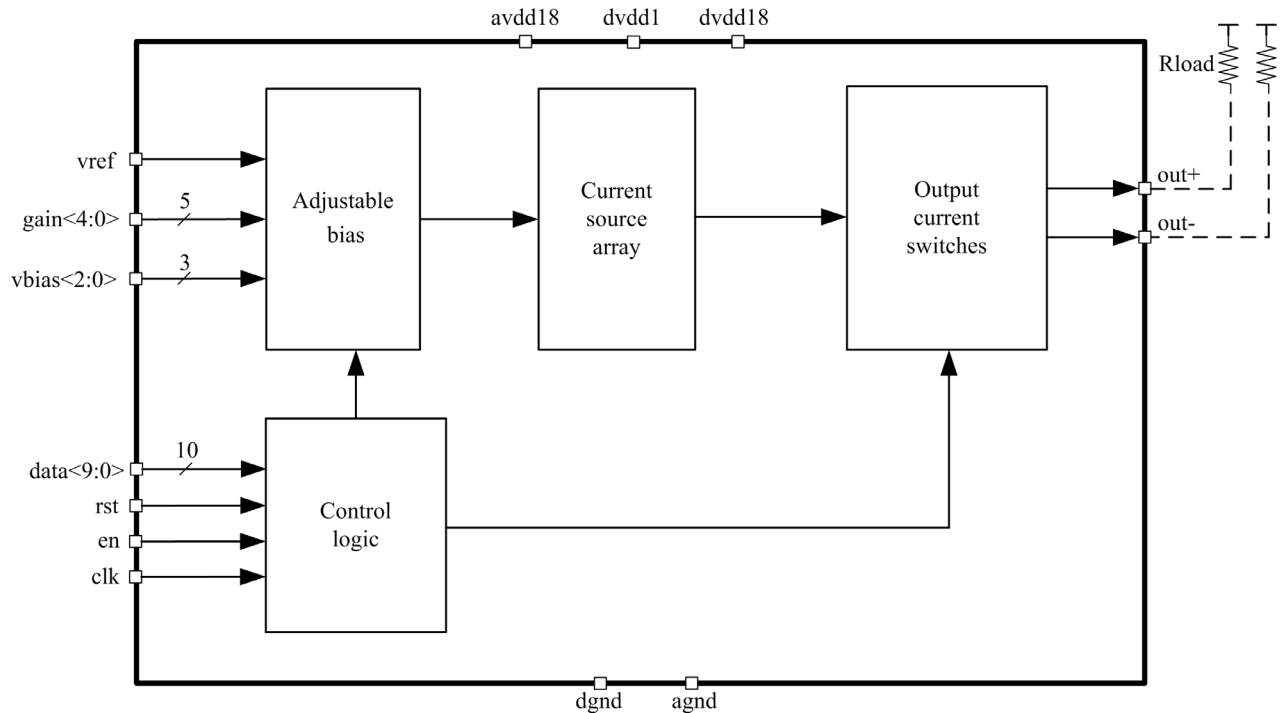 avdd18 dvdd1 dvdd18
Rload
vref
gain<4:0>
5
vbias<2:0>
3
Adjustable
bias
Current
source
array
Output
current
switches
out+
out-
data<9:0>
10
rst
en
clk
Control
logic
dgnd agnd